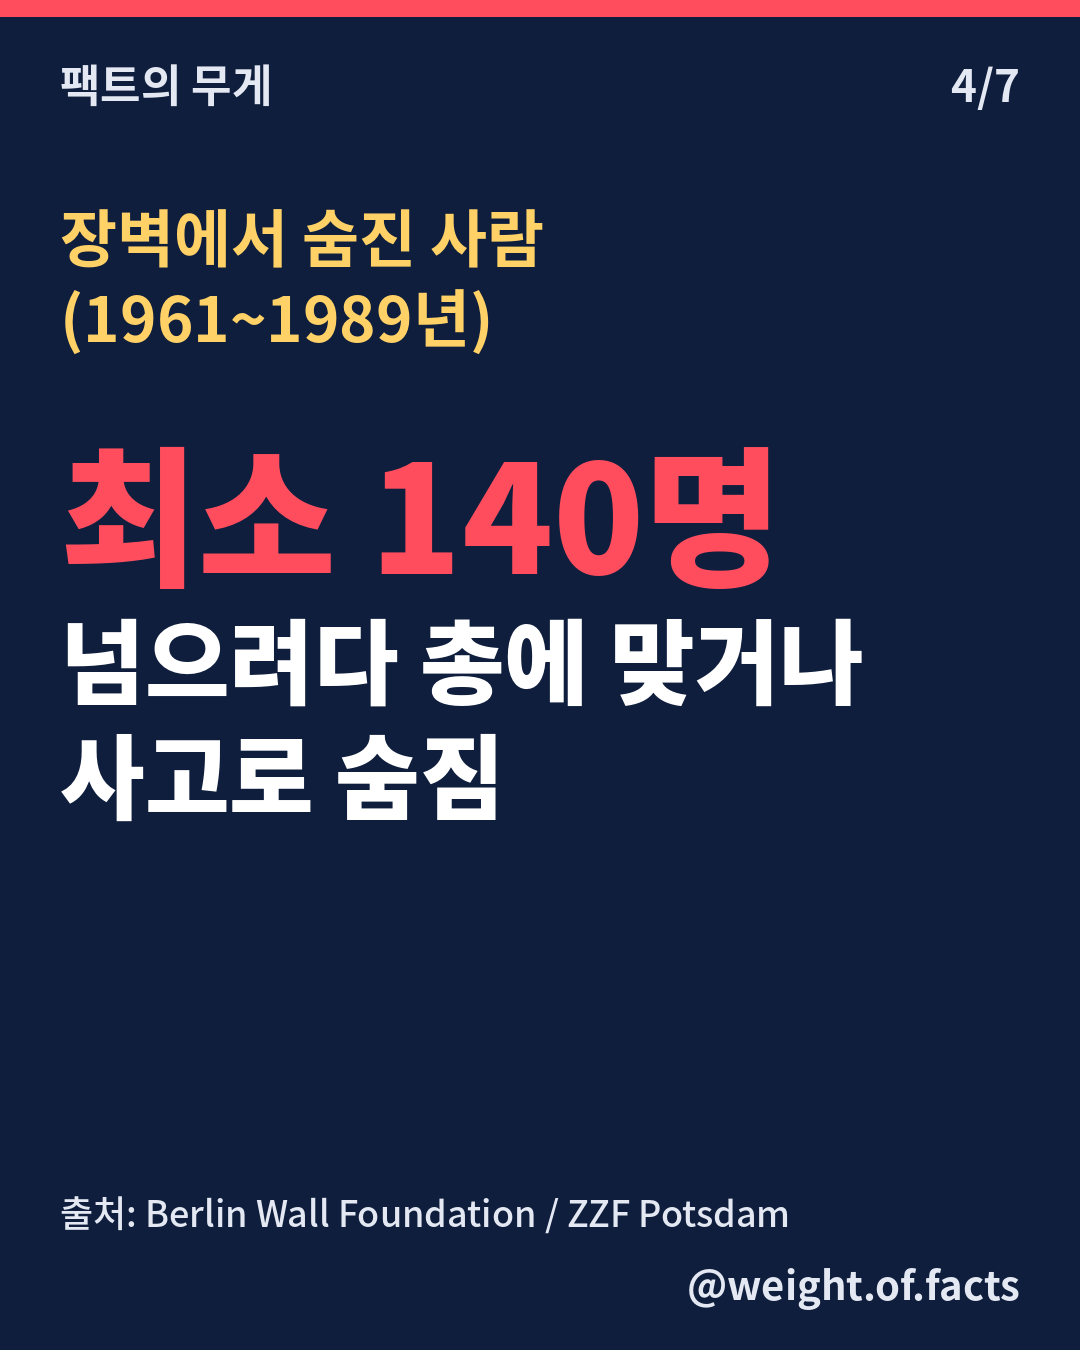 팩트의 무게
4/7
장벽에서 숨진 사람
(1961~1989년)
최소 140명
넘으려다 총에 맞거나
사고로 숨짐
출처: Berlin Wall Foundation / ZZF Potsdam
@weight.of.facts